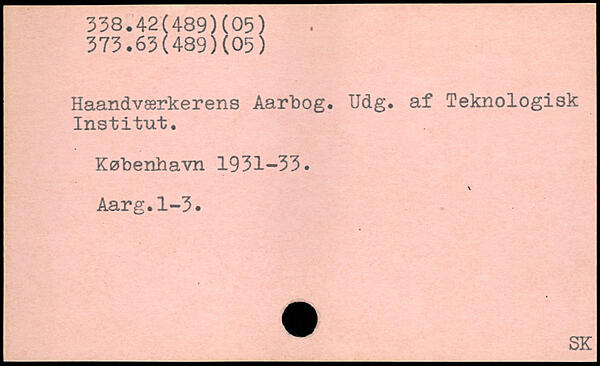 338.42(489)(05)
373.63(489)(05)
Haandværkerens Aarbog. Udg. af Teknologisk
Institut.
København 1931-33.
Aarg.1-3.
SK